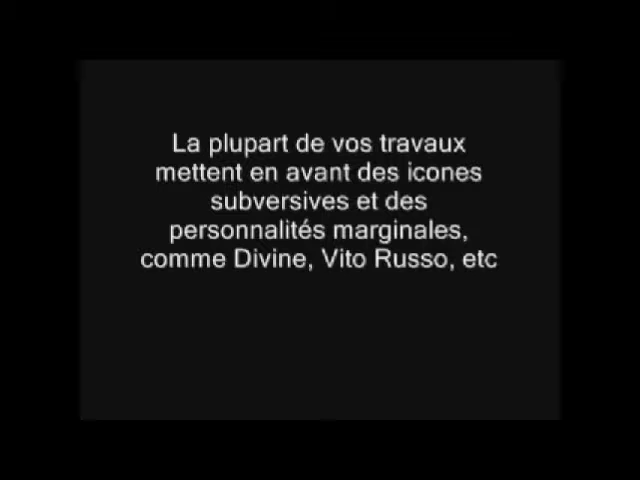 La plupart de vos travaux
mettent en avant des icones
subversives et des
personnalités marginales,
comme Divine, Vito Russo, etc